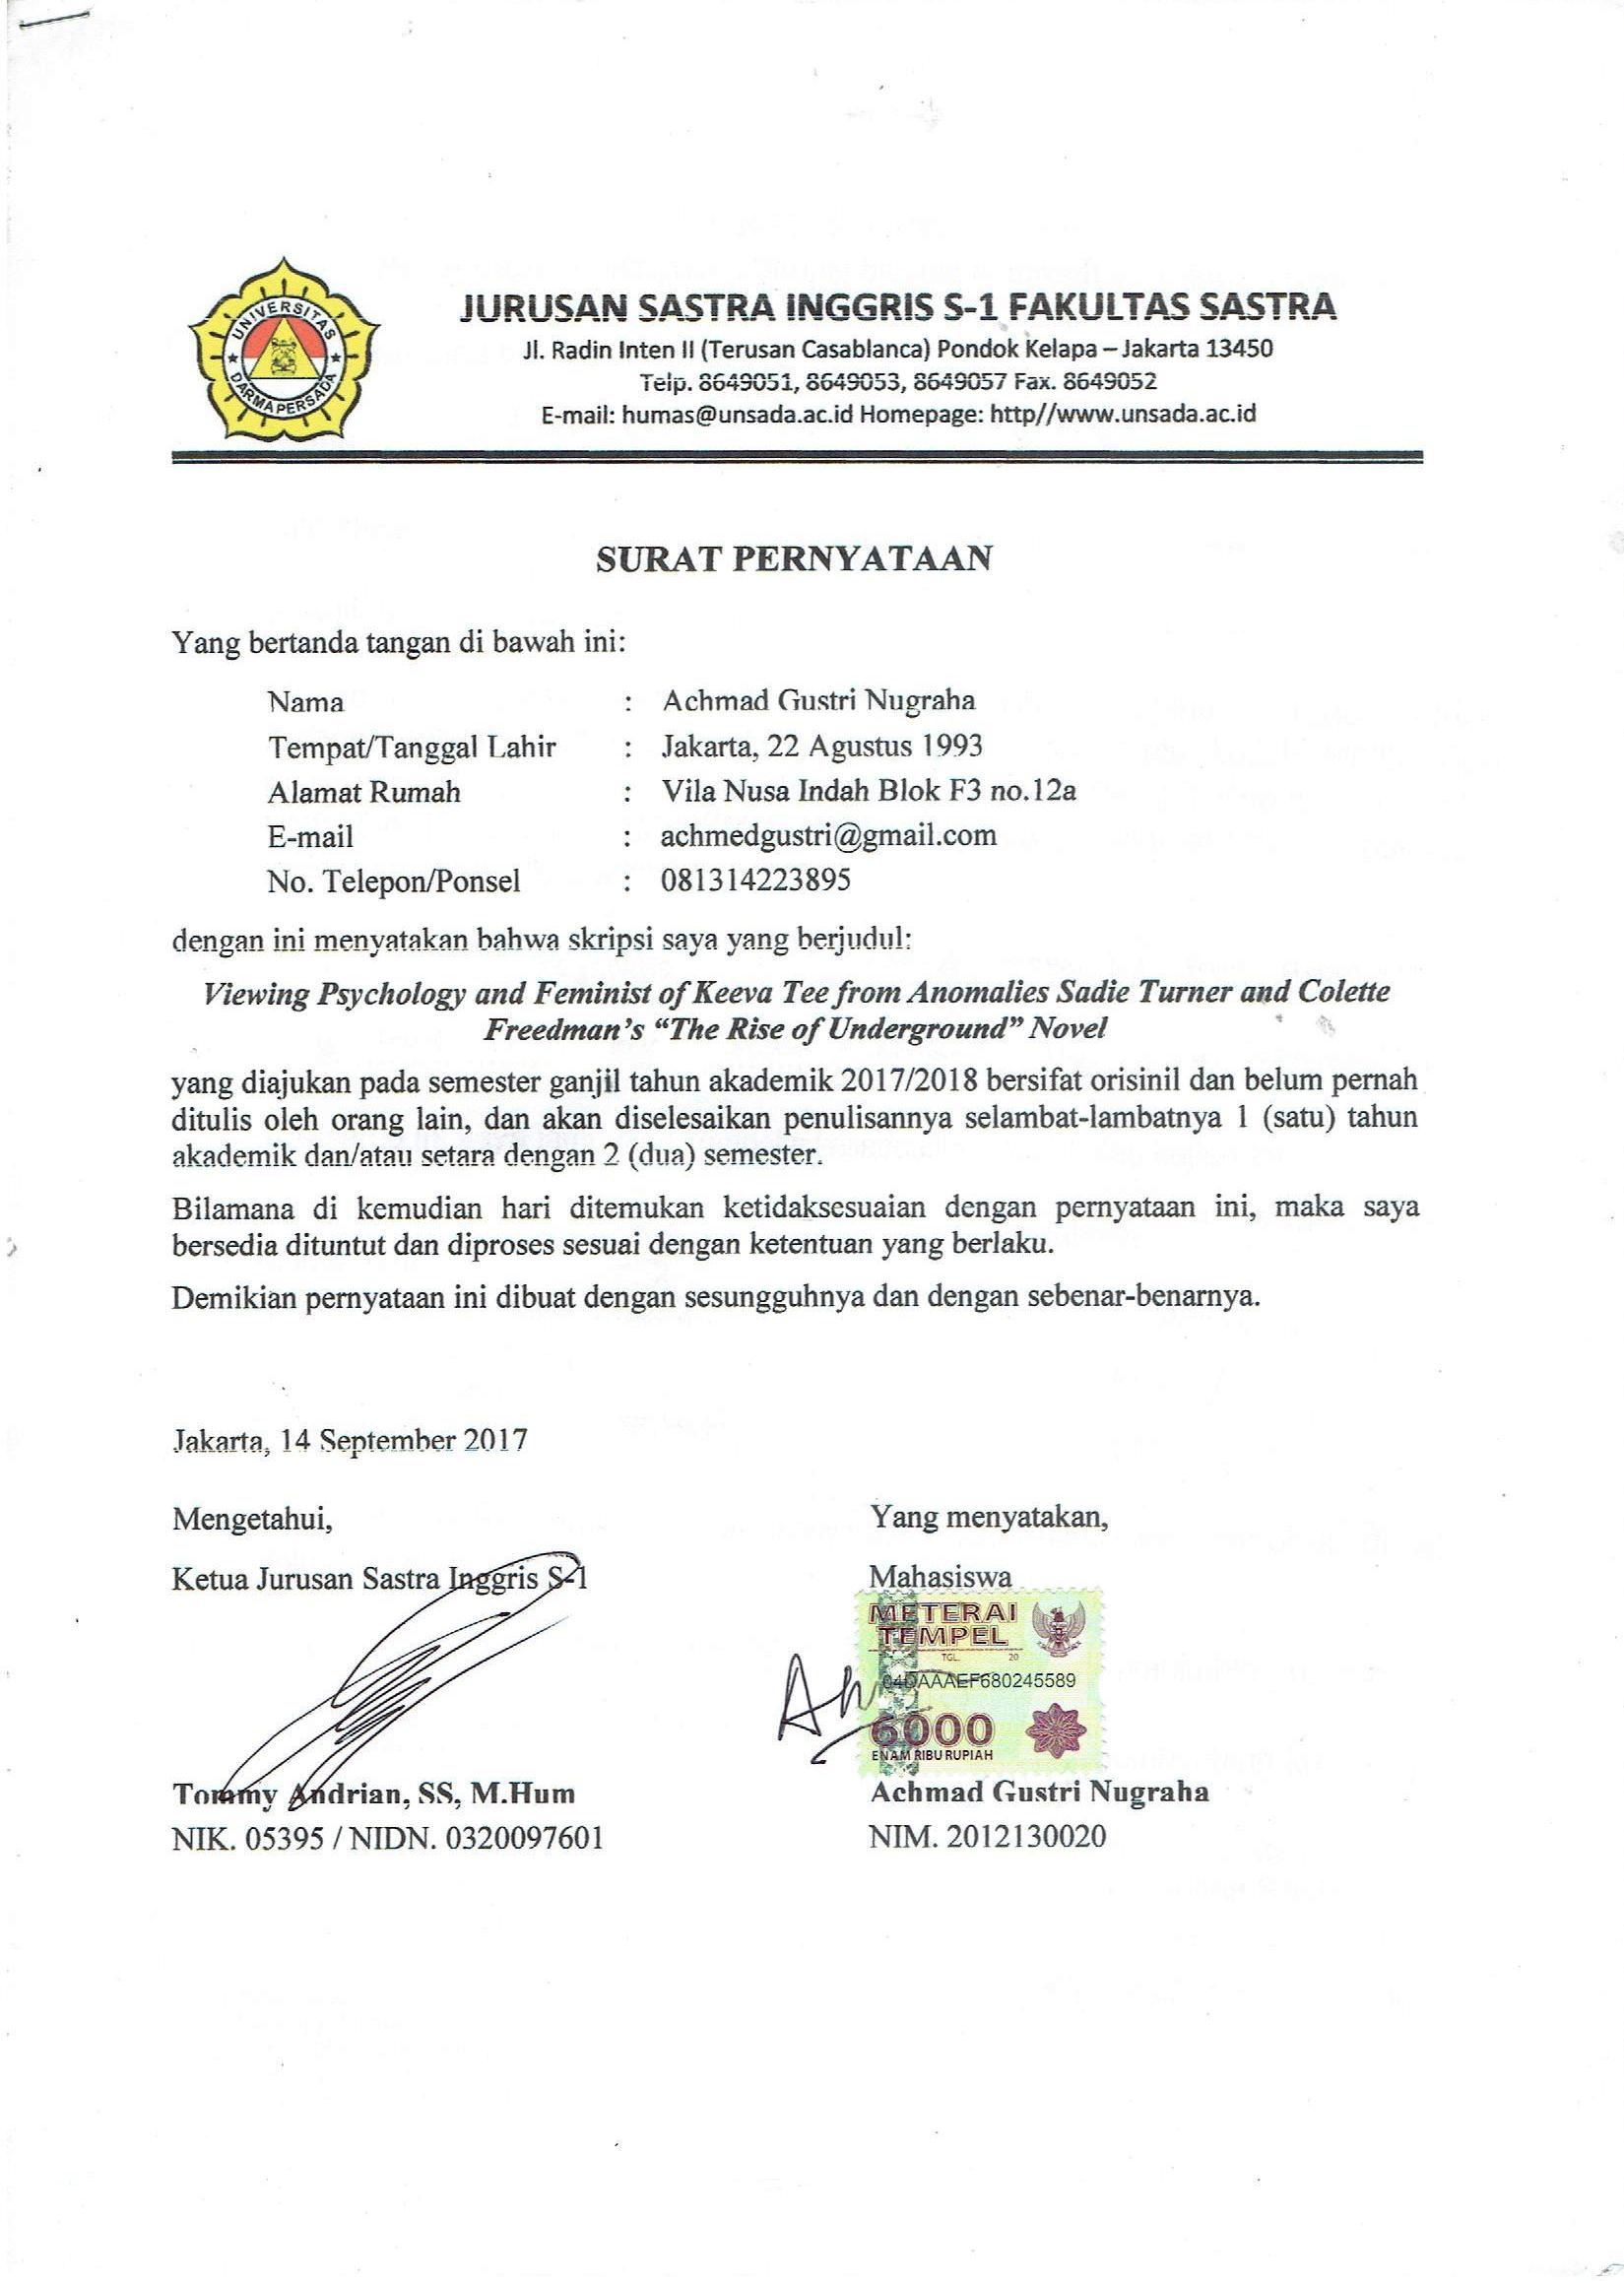 UNIVERSITAS
DARMA PERSADA
JURUSAN SASTRA INGGRIS S-1 FAKULTAS SASTRA
Jl. Radin Inten II (Terusan Casablanca) Pondok Kelapa – Jakarta 13450
Telp. 8649051, 8649053, 8649057 Fax. 8649052
E-mail: humas@unsada.ac.id Homepage: http//www.unsada.ac.id
SURAT PERNYATAAN
Yang bertanda tangan di bawah ini:
Nama : Achmad Gustri Nugraha
Tempat/Tanggal Lahir : Jakarta, 22 Agustus 1993
Alamat Rumah : Vila Nusa Indah Blok F3 no.12a
E-mail : achmedgustri@gmail.com
No. Telepon/Ponsel : 081314223895
dengan ini menyatakan bahwa skripsi saya yang berjudul:
Viewing Psychology and Feminist of Keeva Tee from Anomalies Sadie Turner and Colette
Freedman's “The Rise of Underground” Novel
yang diajukan pada semester ganjil tahun akademik 2017/2018 bersifat orisinil dan belum pernah
ditulis oleh orang lain, dan akan diselesaikan penulisannya selambat-lambatnya 1 (satu) tahun
akademik dan/atau setara dengan 2 (dua) semester.
Bilamana di kemudian hari ditemukan ketidaksesuaian dengan pernyataan ini, maka saya
bersedia dituntut dan diproses sesuai dengan ketentuan yang berlaku.
Demikian pernyataan ini dibuat dengan sesungguhnya dan dengan sebenar-benarnya.
Jakarta, 14 September 2017
Mengetahui,
Yang menyatakan,
Ketua Jurusan Sastra Inggris S-1
Mahasiswa
METERAI
TEMPEL
TGL. 20
04DAAAEF680245589
6000
ENAM RIBU RUPIAH
Tommy Andrian, SS, M.Hum
Achmad Gustri Nugraha
NIK. 05395 / NIDN. 0320097601
NIM. 2012130020